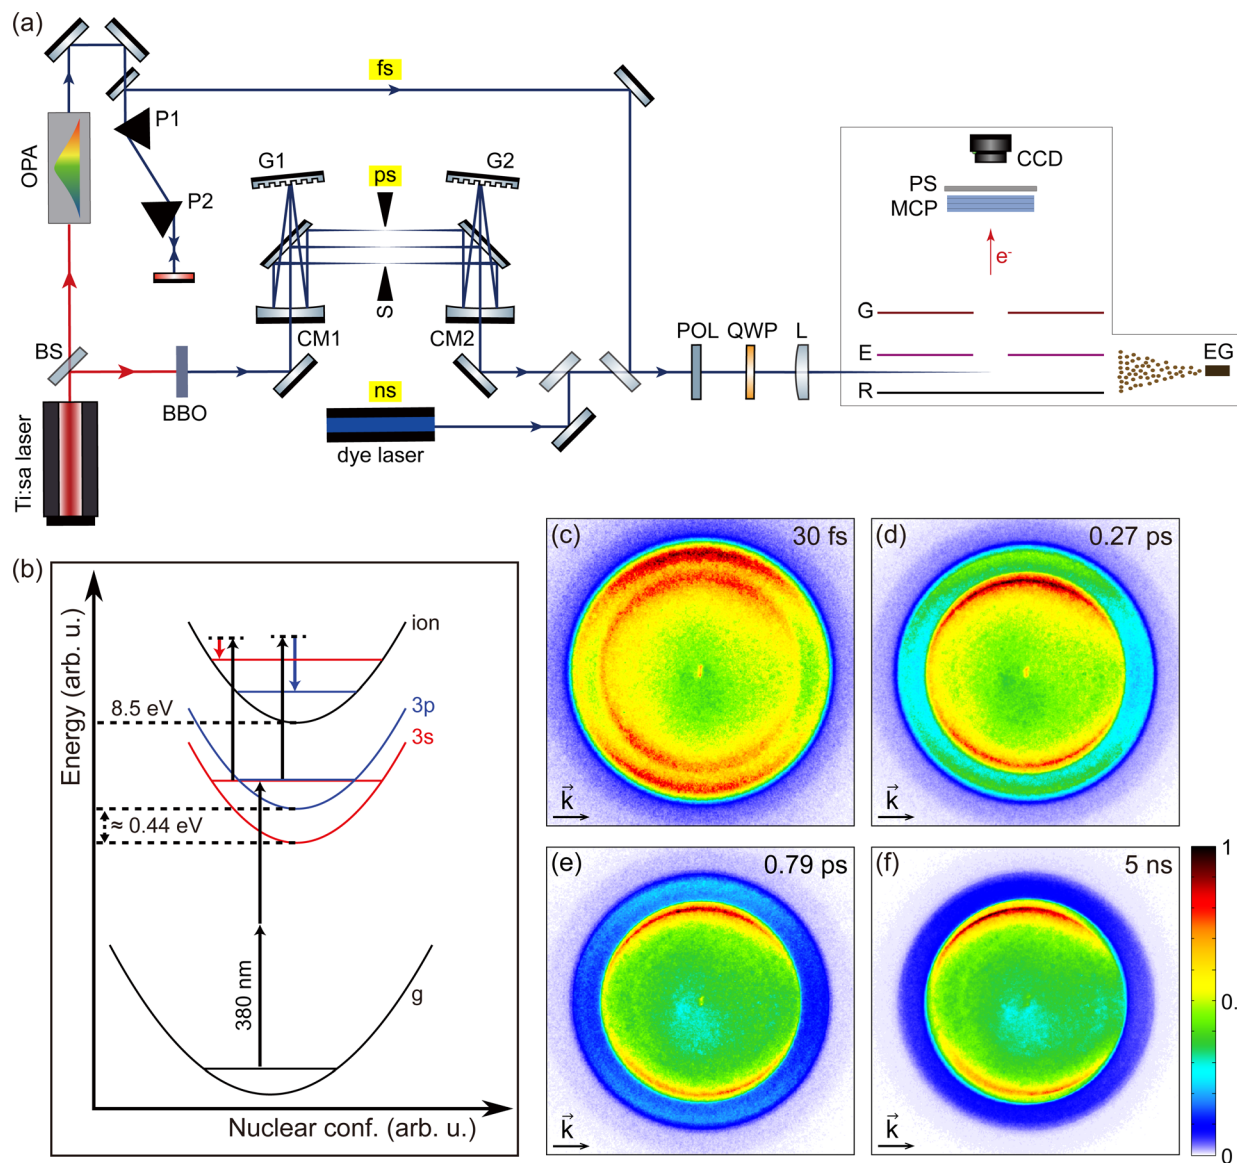 (a)
fs
P1
OPA
P2
G1
ps
G2
S
CM1
CM2
BS
BBO
ns
dye laser
Ti:sa laser
POL
QWP
L
CCD
PS
MCP
e-
G
E
R
EG
(b)
Energy (arb. u.)
ion
8.5 eV
3p
3s
≈ 0.44 eV
380 nm
g
Nuclear conf. (arb. u.)
(c)
30 fs
k
(d)
0.27 ps
k
(e)
0.79 ps
k
(f)
5 ns
k
1
0.
0